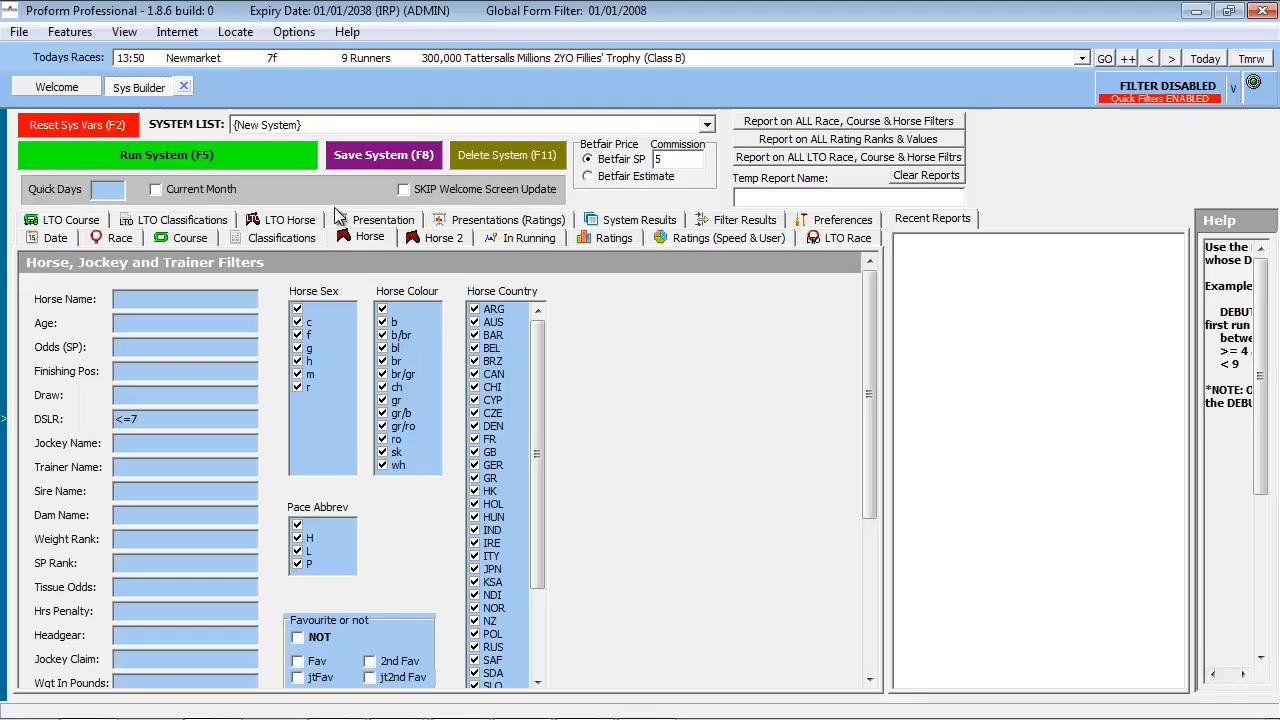 Proform Professional - 1.8.6 build: 0 Expiry Date: 01/01/2038 (IRP) (ADMIN) Global Form Filter: 01/01/2008
File Features View Internet Locate Options Help
Todays Races: 13:50 Newmarket 7f 9 Runners 300,000 Tattersalls Millions 2YO Fillies' Trophy (Class B) GO ++ < > Today Tmrw
Welcome Sys Builder X FILTER DISABLED V
Quick Filters ENABLED
Reset Sys Vars (F2) SYSTEM LIST: {New System} Report on ALL Race, Course & Horse Filters
Report on ALL Rating Ranks & Values
Run System (F5) Save System (F8) Delete System (F11) Betfair Price Commission
Betfair SP 5 Report on ALL LTO Race, Course & Horse Filtrs
Betfair Estimate Temp Report Name: Clear Reports
Quick Days Current Month SKIP Welcome Screen Update
LTO Course LTO Classifications LTO Horse Presentation Presentations (Ratings) System Results Filter Results Preferences Recent Reports Help
Date Race Course Classifications Horse Horse 2 In Running Ratings Ratings (Speed & User) LTO Race
Horse, Jockey and Trainer Filters
Horse Name:
Age:
Odds (SP):
Finishing Pos:
Draw:
DSLR: <=7
Jockey Name:
Trainer Name:
Sire Name:
Dam Name:
Weight Rank:
SP Rank:
Tissue Odds:
Hrs Penalty:
Headgear:
Jockey Claim:
Wgt In Pounds:
Horse Sex
c
f
g
h
m
r
Horse Colour
b
b/br
bl
br
br/gr
ch
gr
gr/b
gr/ro
ro
sk
wh
Pace Abbrev
H
L
P
Favourite or not
NOT
Fav 2nd Fav
jtFav jt2nd Fav
Horse Country
ARG
AUS
BAR
BEL
BRZ
CAN
CHI
CYP
CZE
DEN
FR
GB
GER
GR
HK
HOL
HUN
IND
IRE
ITY
JPN
KSA
NDI
NOR
NZ
POL
RUS
SAF
SDA
SLO
Use the
whose D
Example
DEBUT
first run
betwe
>= 4
< 9
*NOTE: O
the DEBU